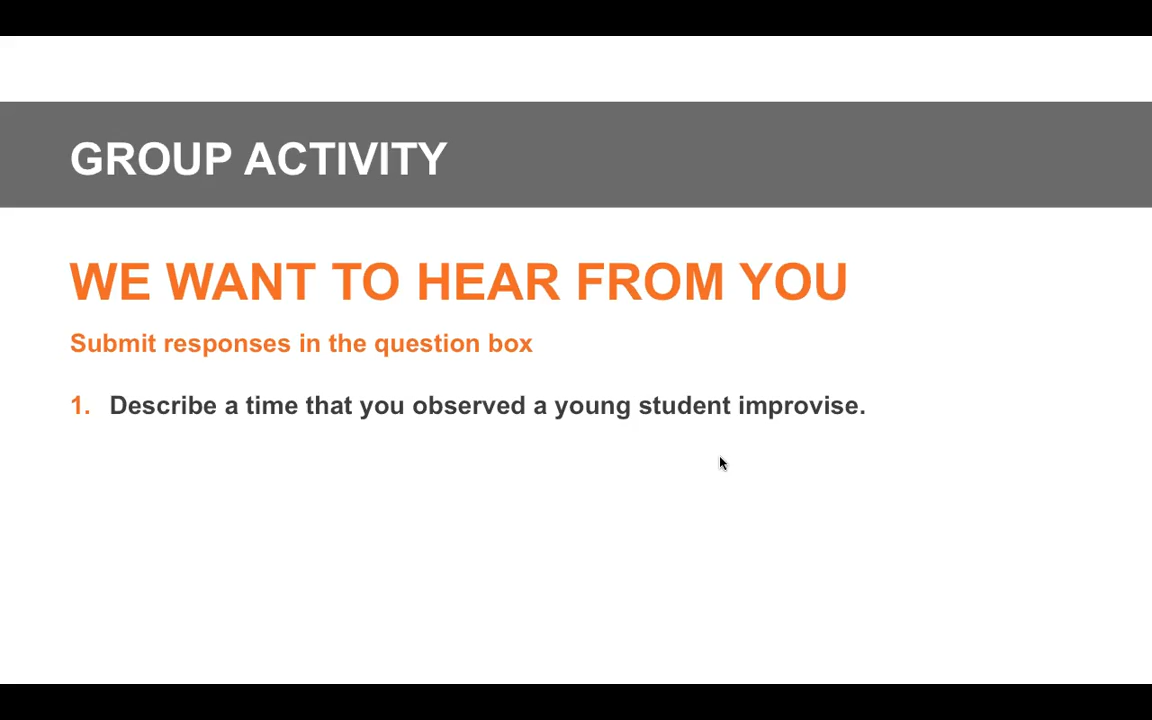 GROUP ACTIVITY
WE WANT TO HEAR FROM YOU
Submit responses in the question box
1. Describe a time that you observed a young student improvise.